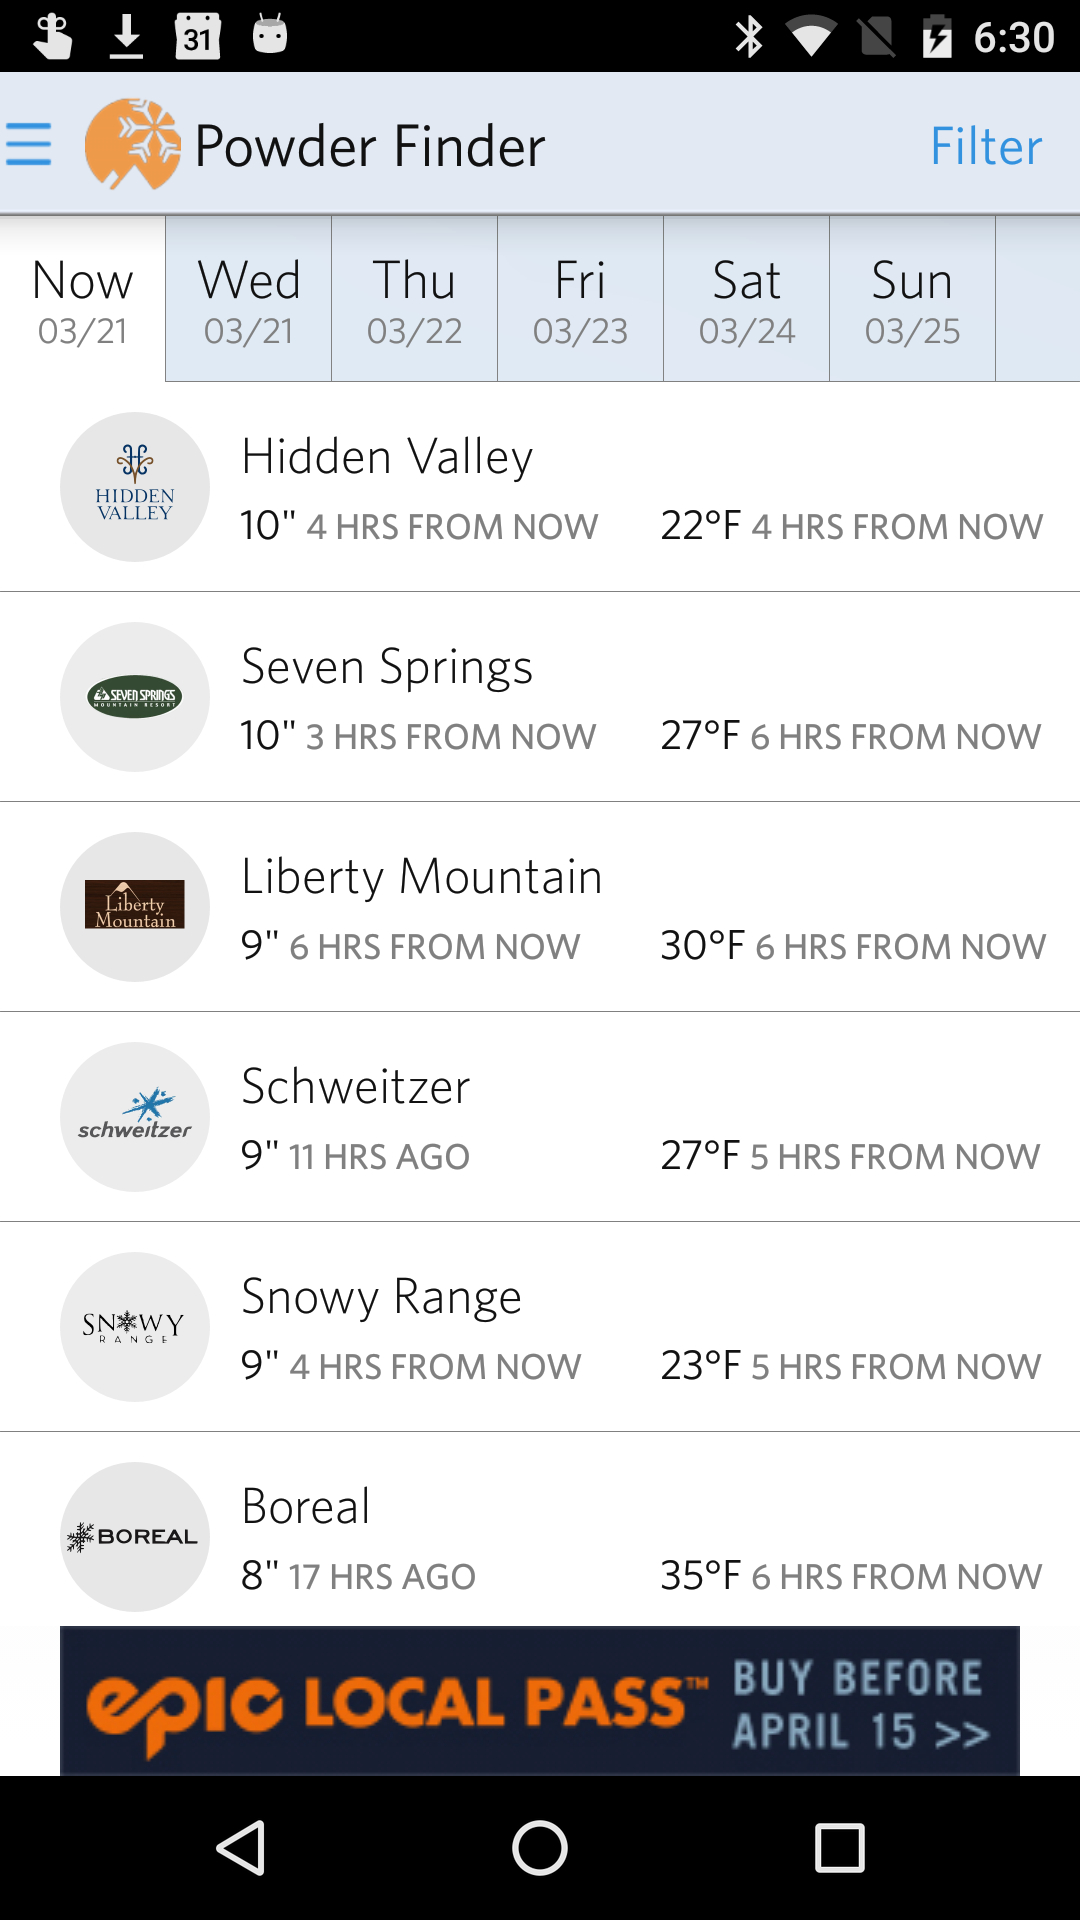 31 6:30
Powder Finder Filter
Now Wed Thu Fri Sat Sun
03/21 03/21 03/22 03/23 03/24 03/25
Hidden Valley
HIDDEN
VALLEY
10" 4 HRS FROM NOW 22°F 4 HRS FROM NOW
Seven Springs
SEVEN SPRINGS
MOUNTAIN RESORT
10" 3 HRS FROM NOW 27°F 6 HRS FROM NOW
Liberty Mountain
Liberty
Mountain
9" 6 HRS FROM NOW 30°F 6 HRS FROM NOW
Schweitzer
schweitzer
9" 11 HRS AGO 27°F 5 HRS FROM NOW
Snowy Range
SNOWY
RANGE
9" 4 HRS FROM NOW 23°F 5 HRS FROM NOW
Boreal
BOREAL
8" 17 HRS AGO 35°F 6 HRS FROM NOW
epic LOCAL PASS™ BUY BEFORE
APRIL 15 >>